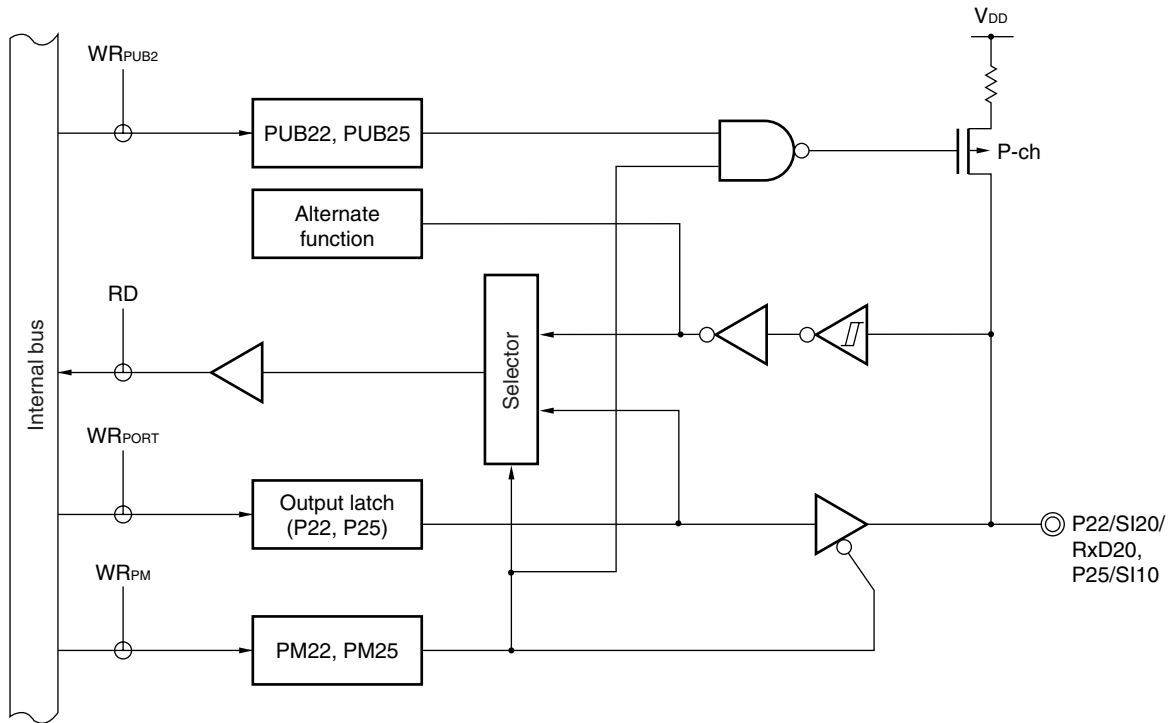 VDD
WRPUB2
PUB22, PUB25
P-ch
Alternate
function
RD
Internal bus
Selector
WRPORT
Output latch
(P22, P25)
P22/SI20/
RxD20,
P25/SI10
WRPM
PM22, PM25